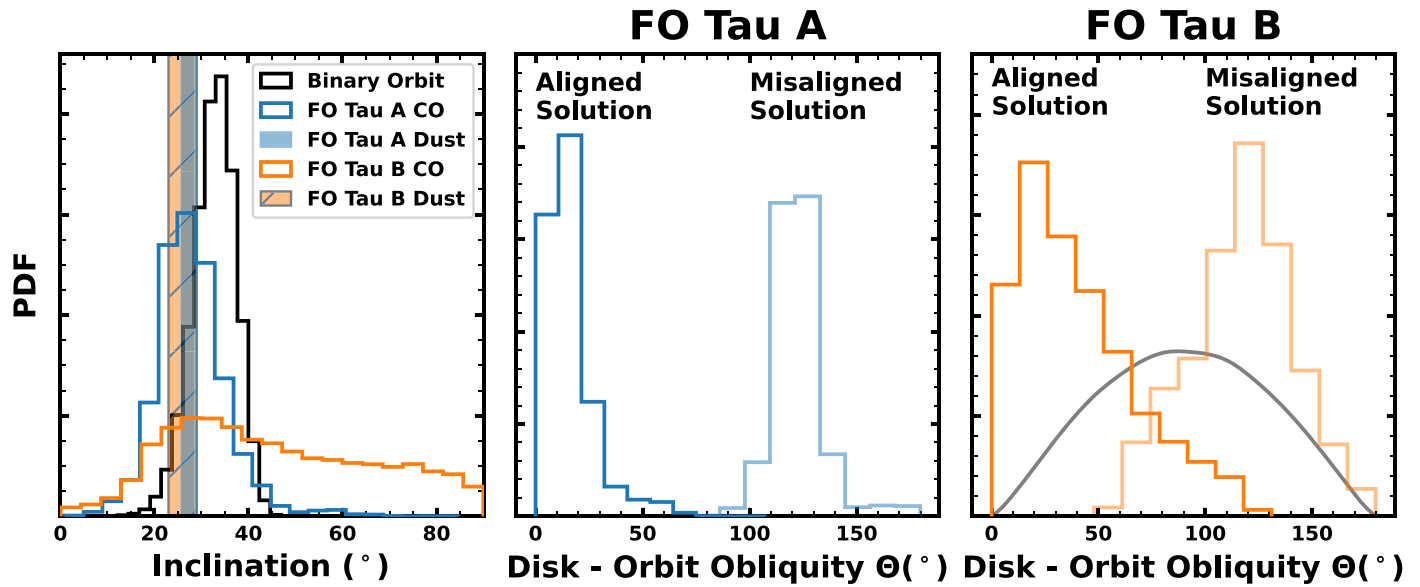 FO Tau A
FO Tau B
Binary Orbit
FO Tau A CO
FO Tau A Dust
FO Tau B CO
FO Tau B Dust
Aligned
Solution
Misaligned
Solution
Aligned
Solution
Misaligned
Solution
PDF
0 20 40 60 80
0 50 100 150
0 50 100 150
Inclination (°)
Disk - Orbit Obliquity Θ(°)
Disk - Orbit Obliquity Θ(°)